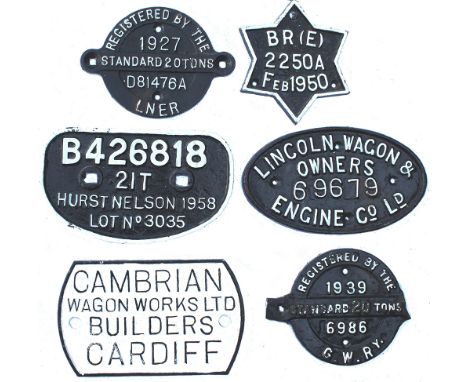 REGISTERED BY THE
1927
STANDARD 20 TONS
D81476A
LNER
BR (E)
2250A
FEB 1950
B426818
21T
HURST NELSON 1958
LOT No 3035
LINCOLN. WAGON &
OWNERS
69679
ENGINE. Co LD
CAMBRIAN
WAGON WORKS LTD
BUILDERS
CARDIFF
REGISTERED BY THE
1939
STANDARD 20 TONS
6986
G.W.RY.